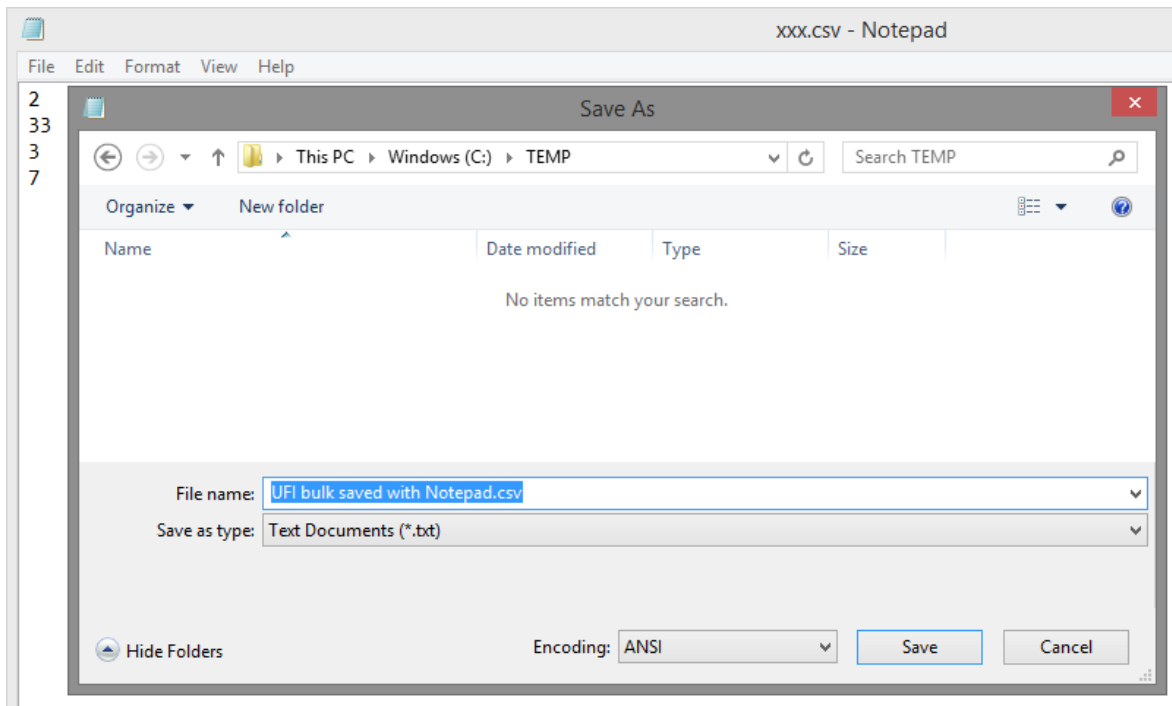 xxx.csv - Notepad
File Edit Format View Help
2
33
3
7
Save As
This PC Windows (C:) TEMP
Search TEMP
Organize New folder
Name Date modified Type Size
No items match your search.
File name: UFI bulk saved with Notepad.csv
Save as type: Text Documents (*.txt)
Hide Folders Encoding: ANSI Save Cancel